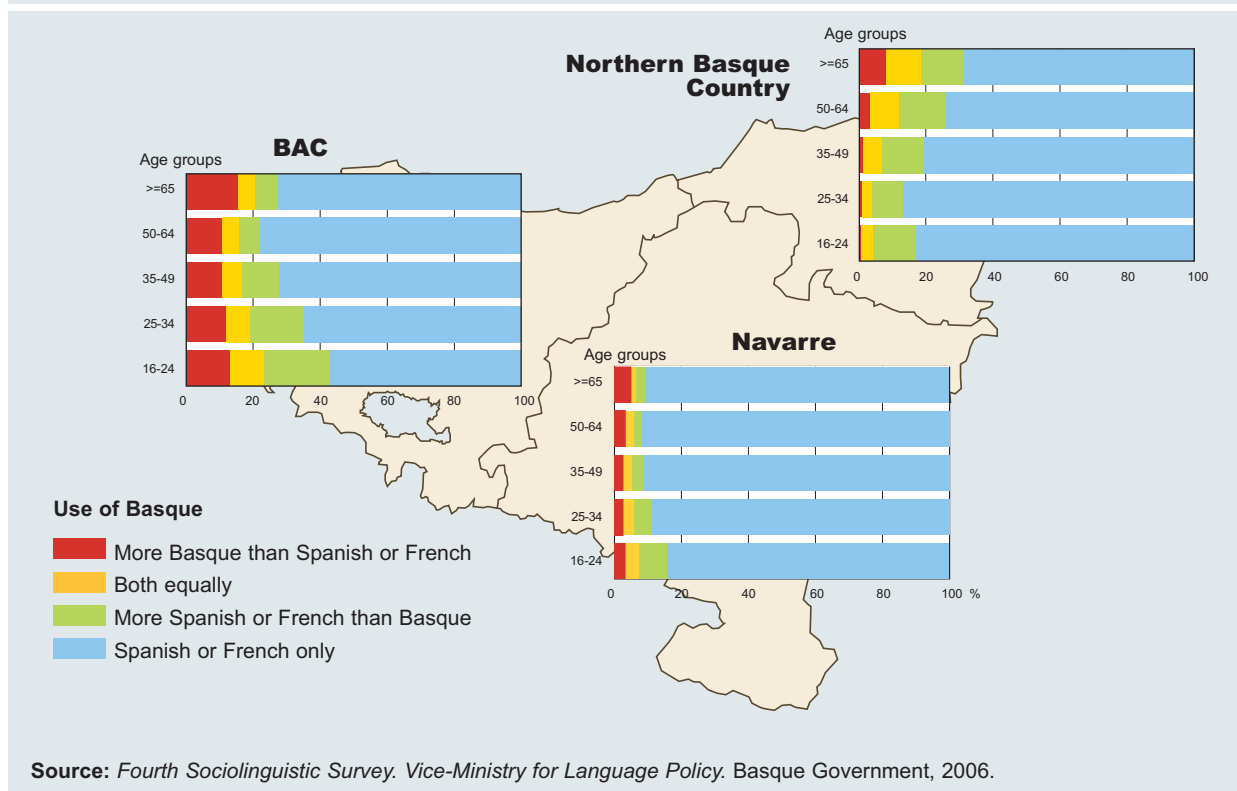 Northern Basque
Country
Age groups
>=65
50-64
35-49
25-34
16-24
0 20 40 60 80 100
BAC
Age groups
>=65
50-64
35-49
25-34
16-24
0 20 40 60 80 100
Navarre
Age groups
>=65
50-64
35-49
25-34
16-24
0 20 40 60 80 100 %
Use of Basque
More Basque than Spanish or French
Both equally
More Spanish or French than Basque
Spanish or French only
Source: Fourth Sociolinguistic Survey. Vice-Ministry for Language Policy. Basque Government, 2006.